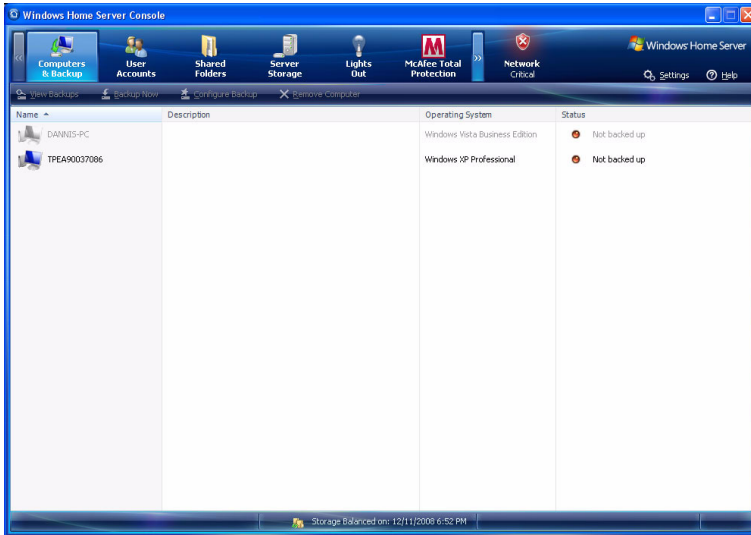 Windows Home Server Console
Computers & Backup
User Accounts
Shared Folders
Server Storage
Lights Out
McAfee Total Protection
Network Critical
Windows Home Server
Settings
Help
View Backups
Backup Now
Configure Backup
Remove Computer
Name Description Operating System Status
DANNIS-PC Windows Vista Business Edition Not backed up
TPEA90037086 Windows XP Professional Not backed up
Storage Balanced on: 12/11/2008 6:52 PM